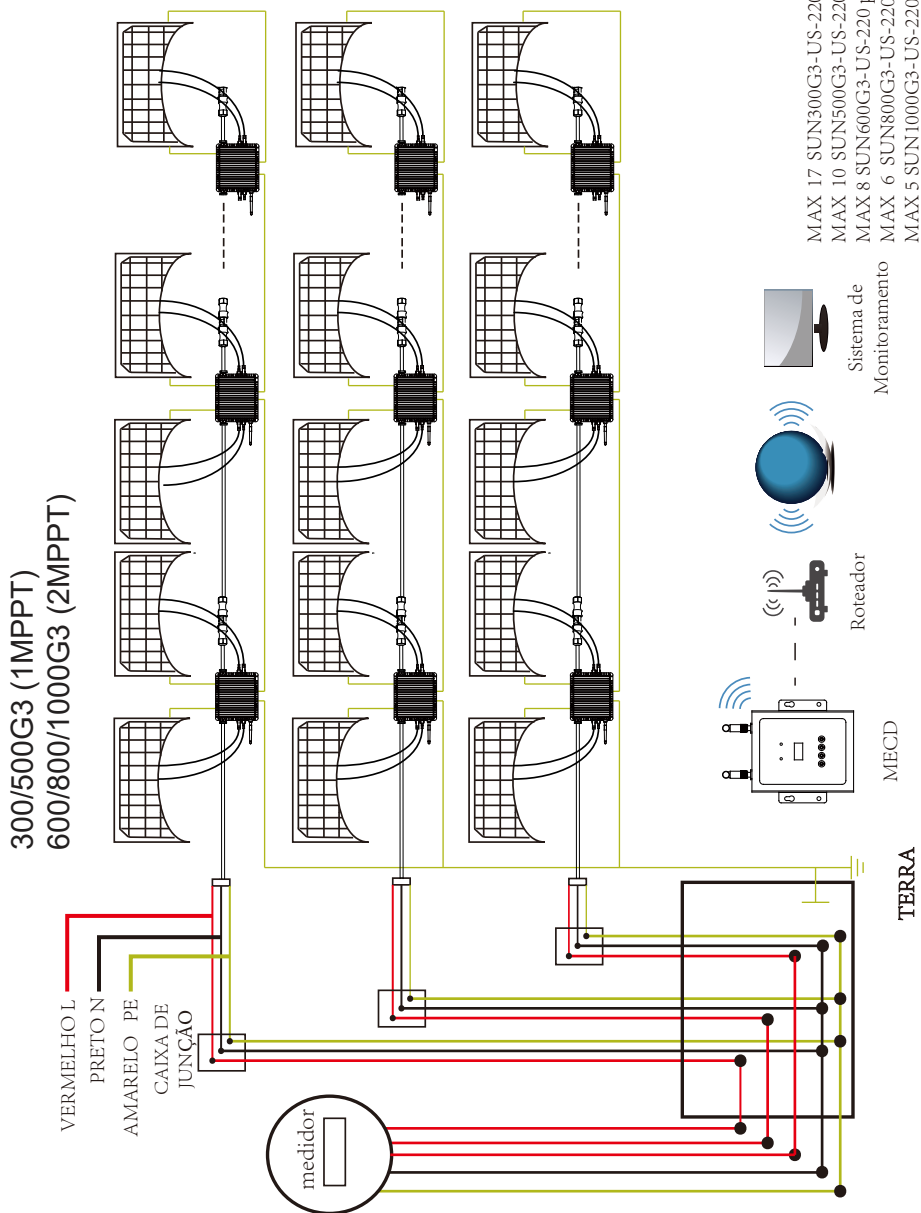 300/500G3 (1MPPT)
600/800/1000G3 (2MPPT)
VERMELHO L
PRETO N
AMARELO PE
CAIXA DE
JUNÇÃO
medidor
TERRA
MECD
Roteador
Sistema de
Monitoramento
MAX 17 SUN300G3-US-220
MAX 10 SUN500G3-US-220
MAX 8 SUN600G3-US-220 p
MAX 6 SUN800G3-US-220
MAX 5 SUN1000G3-US-220